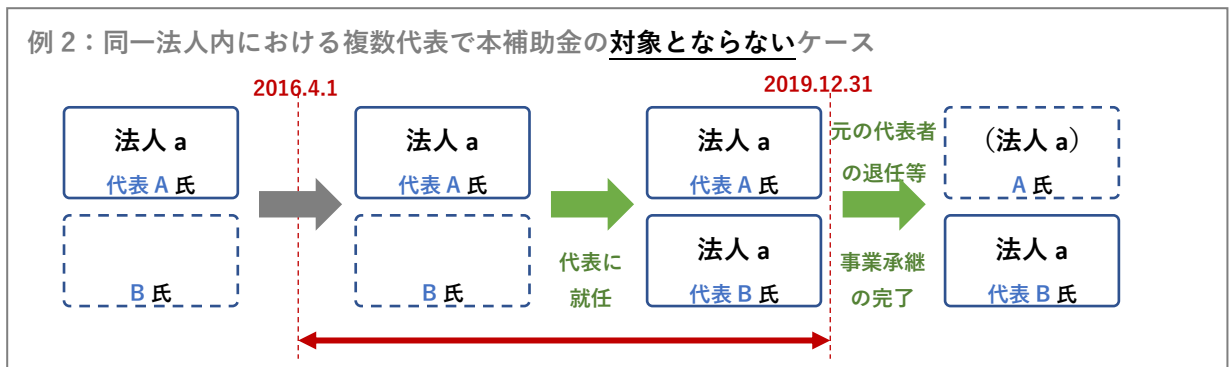 例 2：同一法人内における複数代表で本補助金の対象とならないケース
2016.4.1
2019.12.31
法人 a
代表 A 氏
B 氏
法人 a
代表 A 氏
B 氏
代表に
就任
法人 a
代表 A 氏
法人 a
代表 B 氏
元の代表者
の退任等
事業承継
の完了
（法人 a）
A 氏
法人 a
代表 B 氏